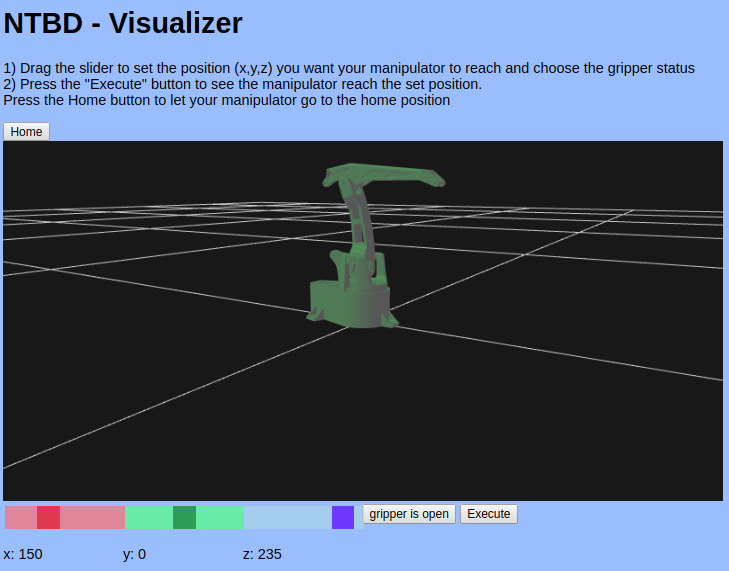 NTBD - Visualizer
1) Drag the slider to set the position (x,y,z) you want your manipulator to reach and choose the gripper status
2) Press the "Execute" button to see the manipulator reach the set position.
Press the Home button to let your manipulator go to the home position
Home
gripper is open Execute
x: 150 y: 0 z: 235